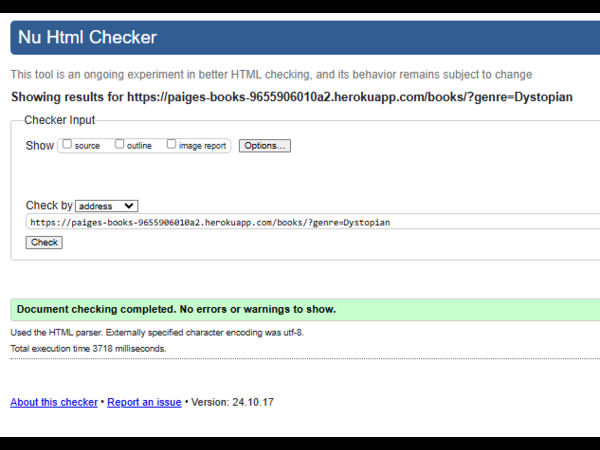 Nu Html Checker
This tool is an ongoing experiment in better HTML checking, and its behavior remains subject to change
Showing results for https://paiges-books-9655906010a2.herokuapp.com/books/?genre=Dystopian
Checker Input
Show source outline image report Options...
Check by address
https://paiges-books-9655906010a2.herokuapp.com/books/?genre=Dystopian
Check
Document checking completed. No errors or warnings to show.
Used the HTML parser. Externally specified character encoding was utf-8.
Total execution time 3718 milliseconds.
About this checker • Report an issue • Version: 24.10.17